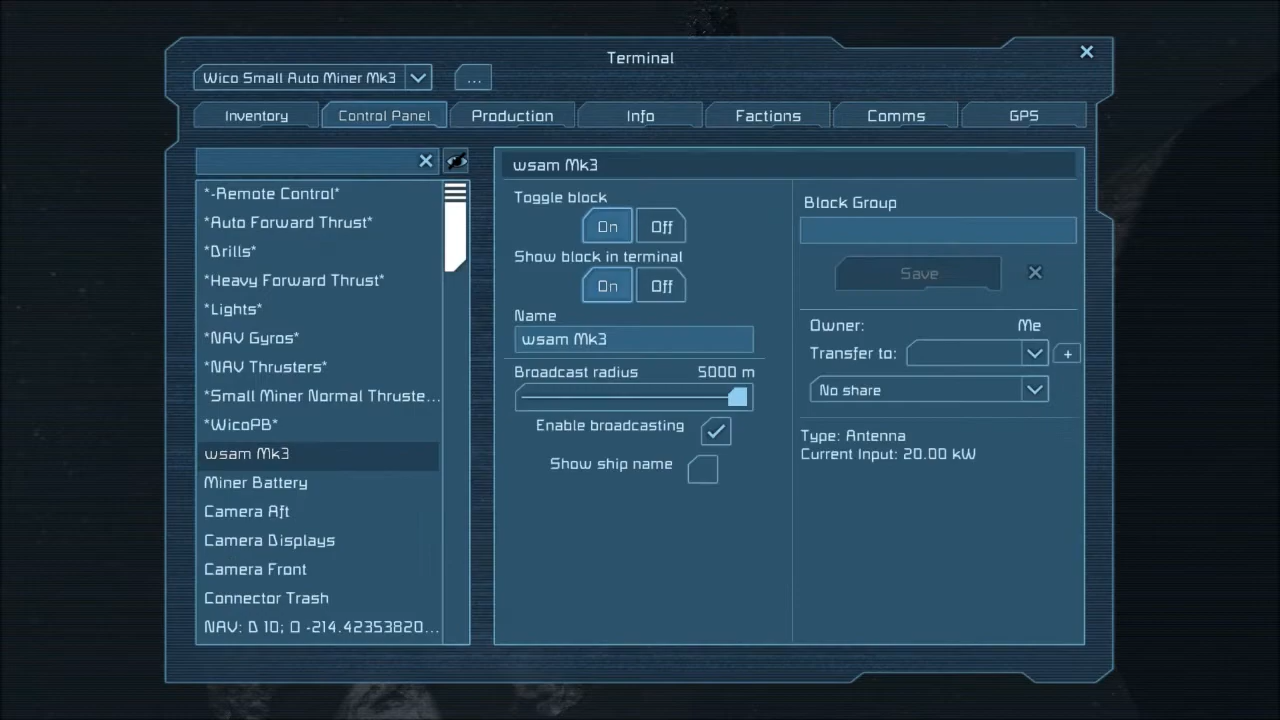 Terminal
Wico Small Auto Miner Mk3
...
Inventory
Control Panel
Production
Info
Factions
Comms
GPS
*-Remote Control*
*Auto Forward Thrust*
*Drills*
*Heavy Forward Thrust*
*Lights*
*NAV Gyros*
*NAV Thrusters*
*Small Miner Normal Thruste...
*WicoPB*
wsam Mk3
Miner Battery
Camera Aft
Camera Displays
Camera Front
Connector Trash
NAV: D 10; O -214.42353820...
wsam Mk3
Toggle block
On
Off
Show block in terminal
On
Off
Name
wsam Mk3
Broadcast radius
5000 m
Enable broadcasting
Show ship name
Block Group
Save
Owner:
Me
Transfer to:
+
No share
Type: Antenna
Current Input: 20.00 kW